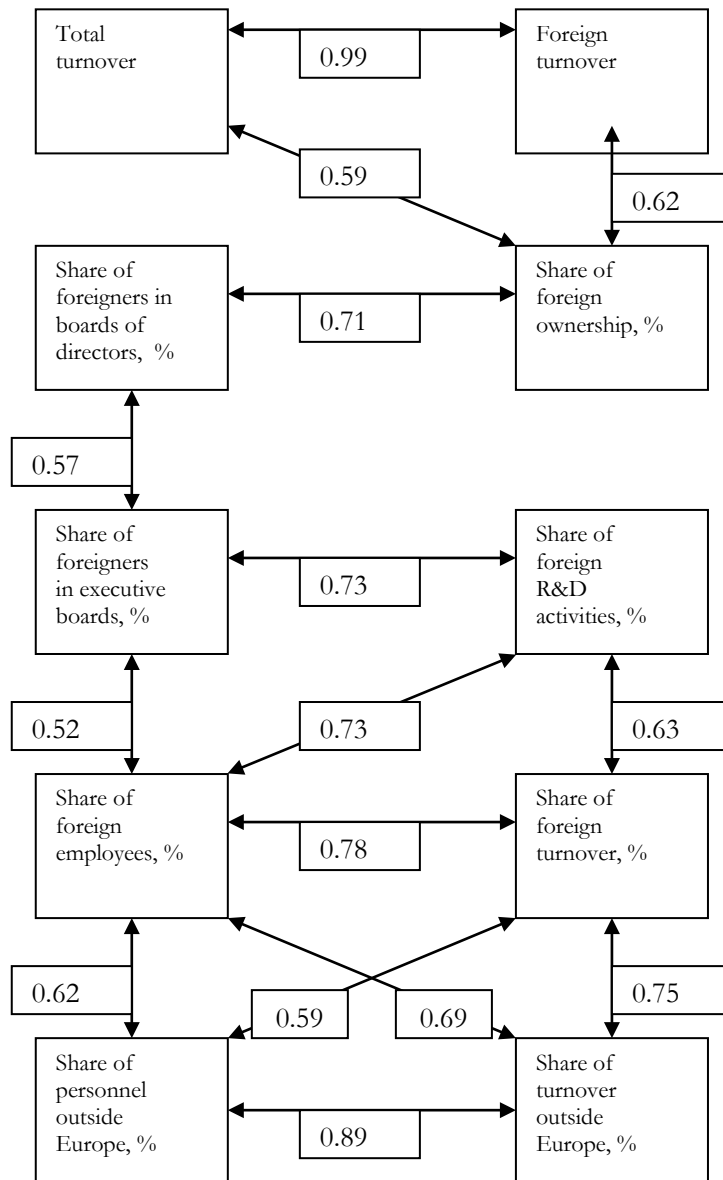 Total
turnover
0.99
Foreign
turnover
0.59
0.62
Share of
foreigners in
boards of
directors, %
0.71
Share of
foreign
ownership, %
0.57
Share of
foreigners
in executive
boards, %
0.73
Share of
foreign
R&D
activities, %
0.52
0.73
0.63
Share of
foreign
employees, %
0.78
Share of
foreign
turnover, %
0.62
0.59
0.69
0.75
Share of
personnel
outside
Europe, %
0.89
Share of
turnover
outside
Europe, %